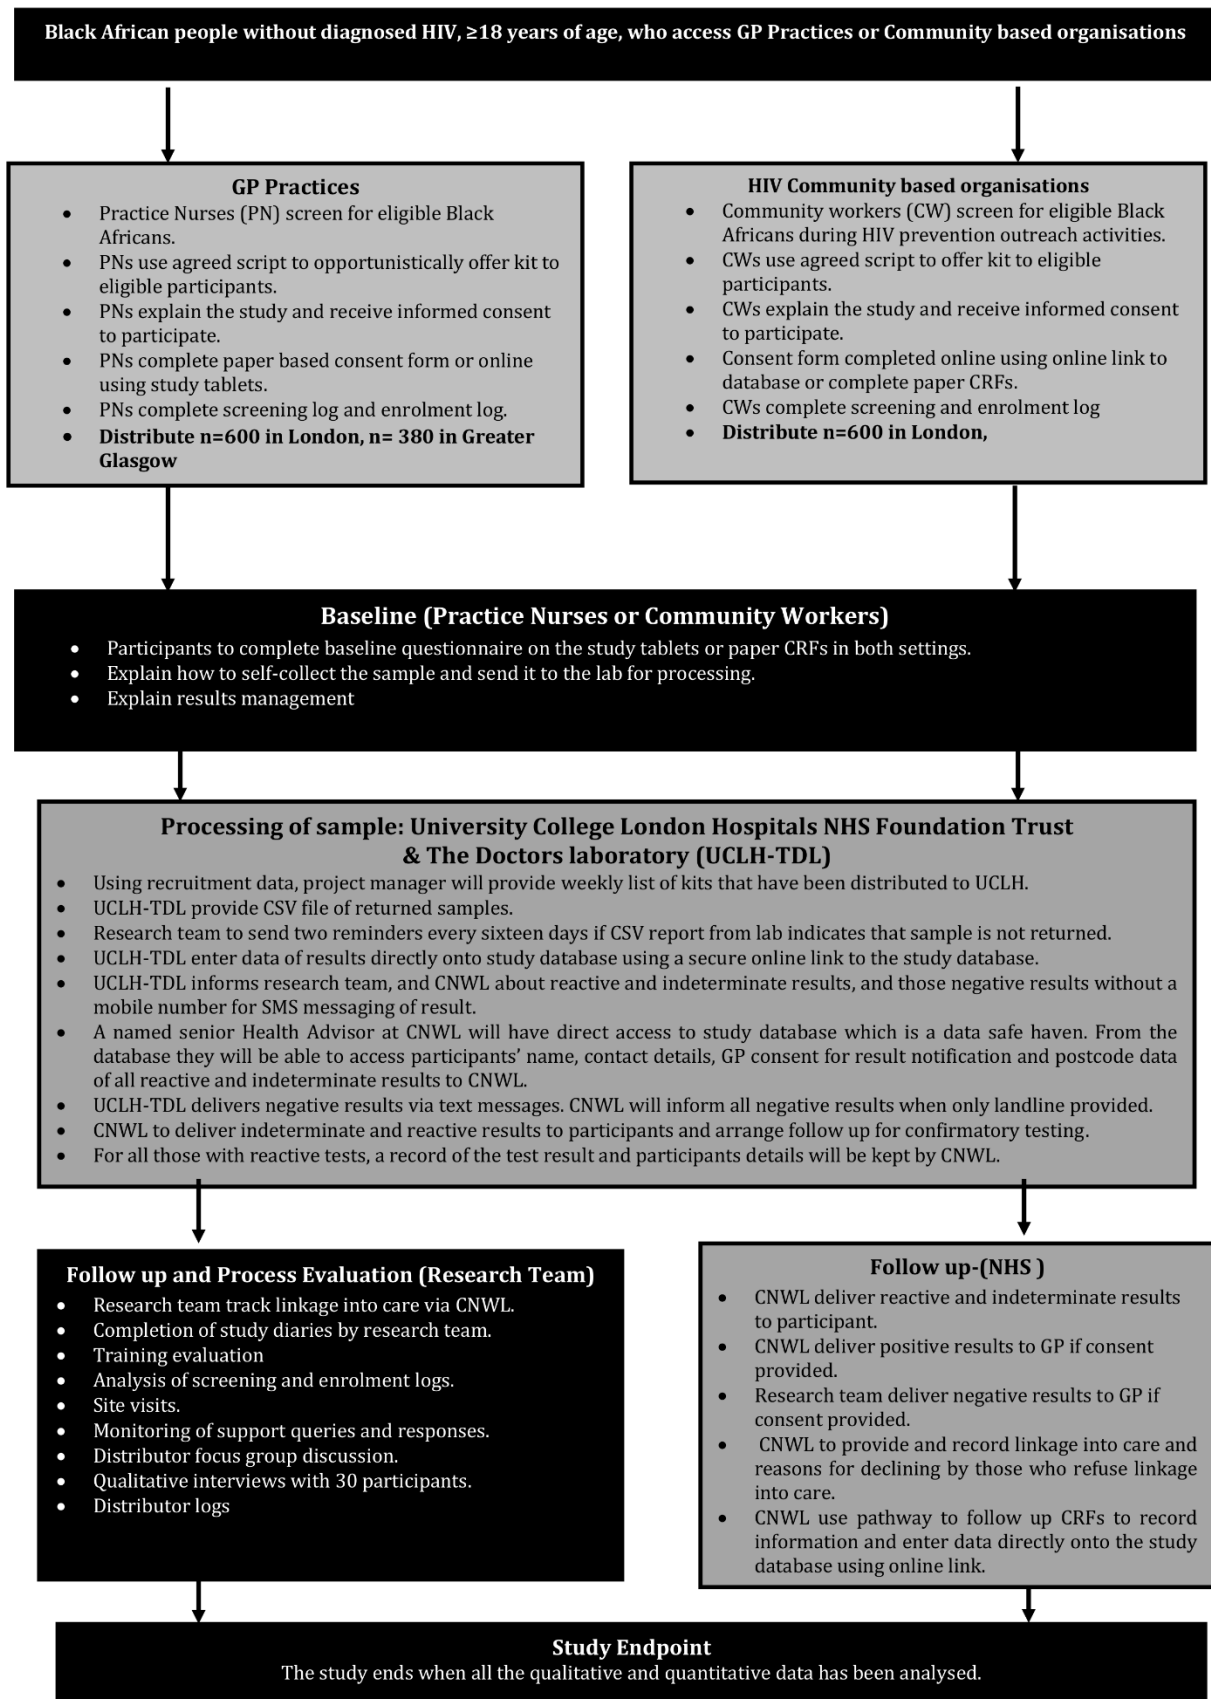 Black African people without diagnosed HIV, ≥18 years of age, who access GP Practices or Community based organisations
GP Practices
• Practice Nurses (PN) screen for eligible Black
Africans.
• PNs use agreed script to opportunistically offer kit to
eligible participants.
• PNs explain the study and receive informed consent
to participate.
• PNs complete paper based consent form or online
using study tablets.
• PNs complete screening log and enrolment log.
• Distribute n=600 in London, n= 380 in Greater
Glasgow
HIV Community based organisations
• Community workers (CW) screen for eligible Black
Africans during HIV prevention outreach activities.
• CWs use agreed script to offer kit to eligible
participants.
• CWs explain the study and receive informed consent
to participate.
• Consent form completed online using online link to
database or complete paper CRFs.
• CWs complete screening and enrolment log
• Distribute n=600 in London,
Baseline (Practice Nurses or Community Workers)
• Participants to complete baseline questionnaire on the study tablets or paper CRFs in both settings.
• Explain how to self-collect the sample and send it to the lab for processing.
• Explain results management
Processing of sample: University College London Hospitals NHS Foundation Trust
& The Doctors laboratory (UCLH-TDL)
• Using recruitment data, project manager will provide weekly list of kits that have been distributed to UCLH.
• UCLH-TDL provide CSV file of returned samples.
• Research team to send two reminders every sixteen days if CSV report from lab indicates that sample is not returned.
• UCLH-TDL enter data of results directly onto study database using a secure online link to the study database.
• UCLH-TDL informs research team, and CNWL about reactive and indeterminate results, and those negative results without a
mobile number for SMS messaging of result.
• A named senior Health Advisor at CNWL will have direct access to study database which is a data safe haven. From the
database they will be able to access participants' name, contact details, GP consent for result notification and postcode data
of all reactive and indeterminate results to CNWL.
• UCLH-TDL delivers negative results via text messages. CNWL will inform all negative results when only landline provided.
• CNWL to deliver indeterminate and reactive results to participants and arrange follow up for confirmatory testing.
• For all those with reactive tests, a record of the test result and participants details will be kept by CNWL.
Follow up and Process Evaluation (Research Team)
• Research team track linkage into care via CNWL.
• Completion of study diaries by research team.
• Training evaluation
• Analysis of screening and enrolment logs.
• Site visits.
• Monitoring of support queries and responses.
• Distributor focus group discussion.
• Qualitative interviews with 30 participants.
• Distributor logs
Follow up-(NHS )
• CNWL deliver reactive and indeterminate results
to participant.
• CNWL deliver positive results to GP if consent
provided.
• Research team deliver negative results to GP if
consent provided.
• CNWL to provide and record linkage into care and
reasons for declining by those who refuse linkage
into care.
• CNWL use pathway to follow up CRFs to record
information and enter data directly onto the study
database using online link.
Study Endpoint
The study ends when all the qualitative and quantitative data has been analysed.